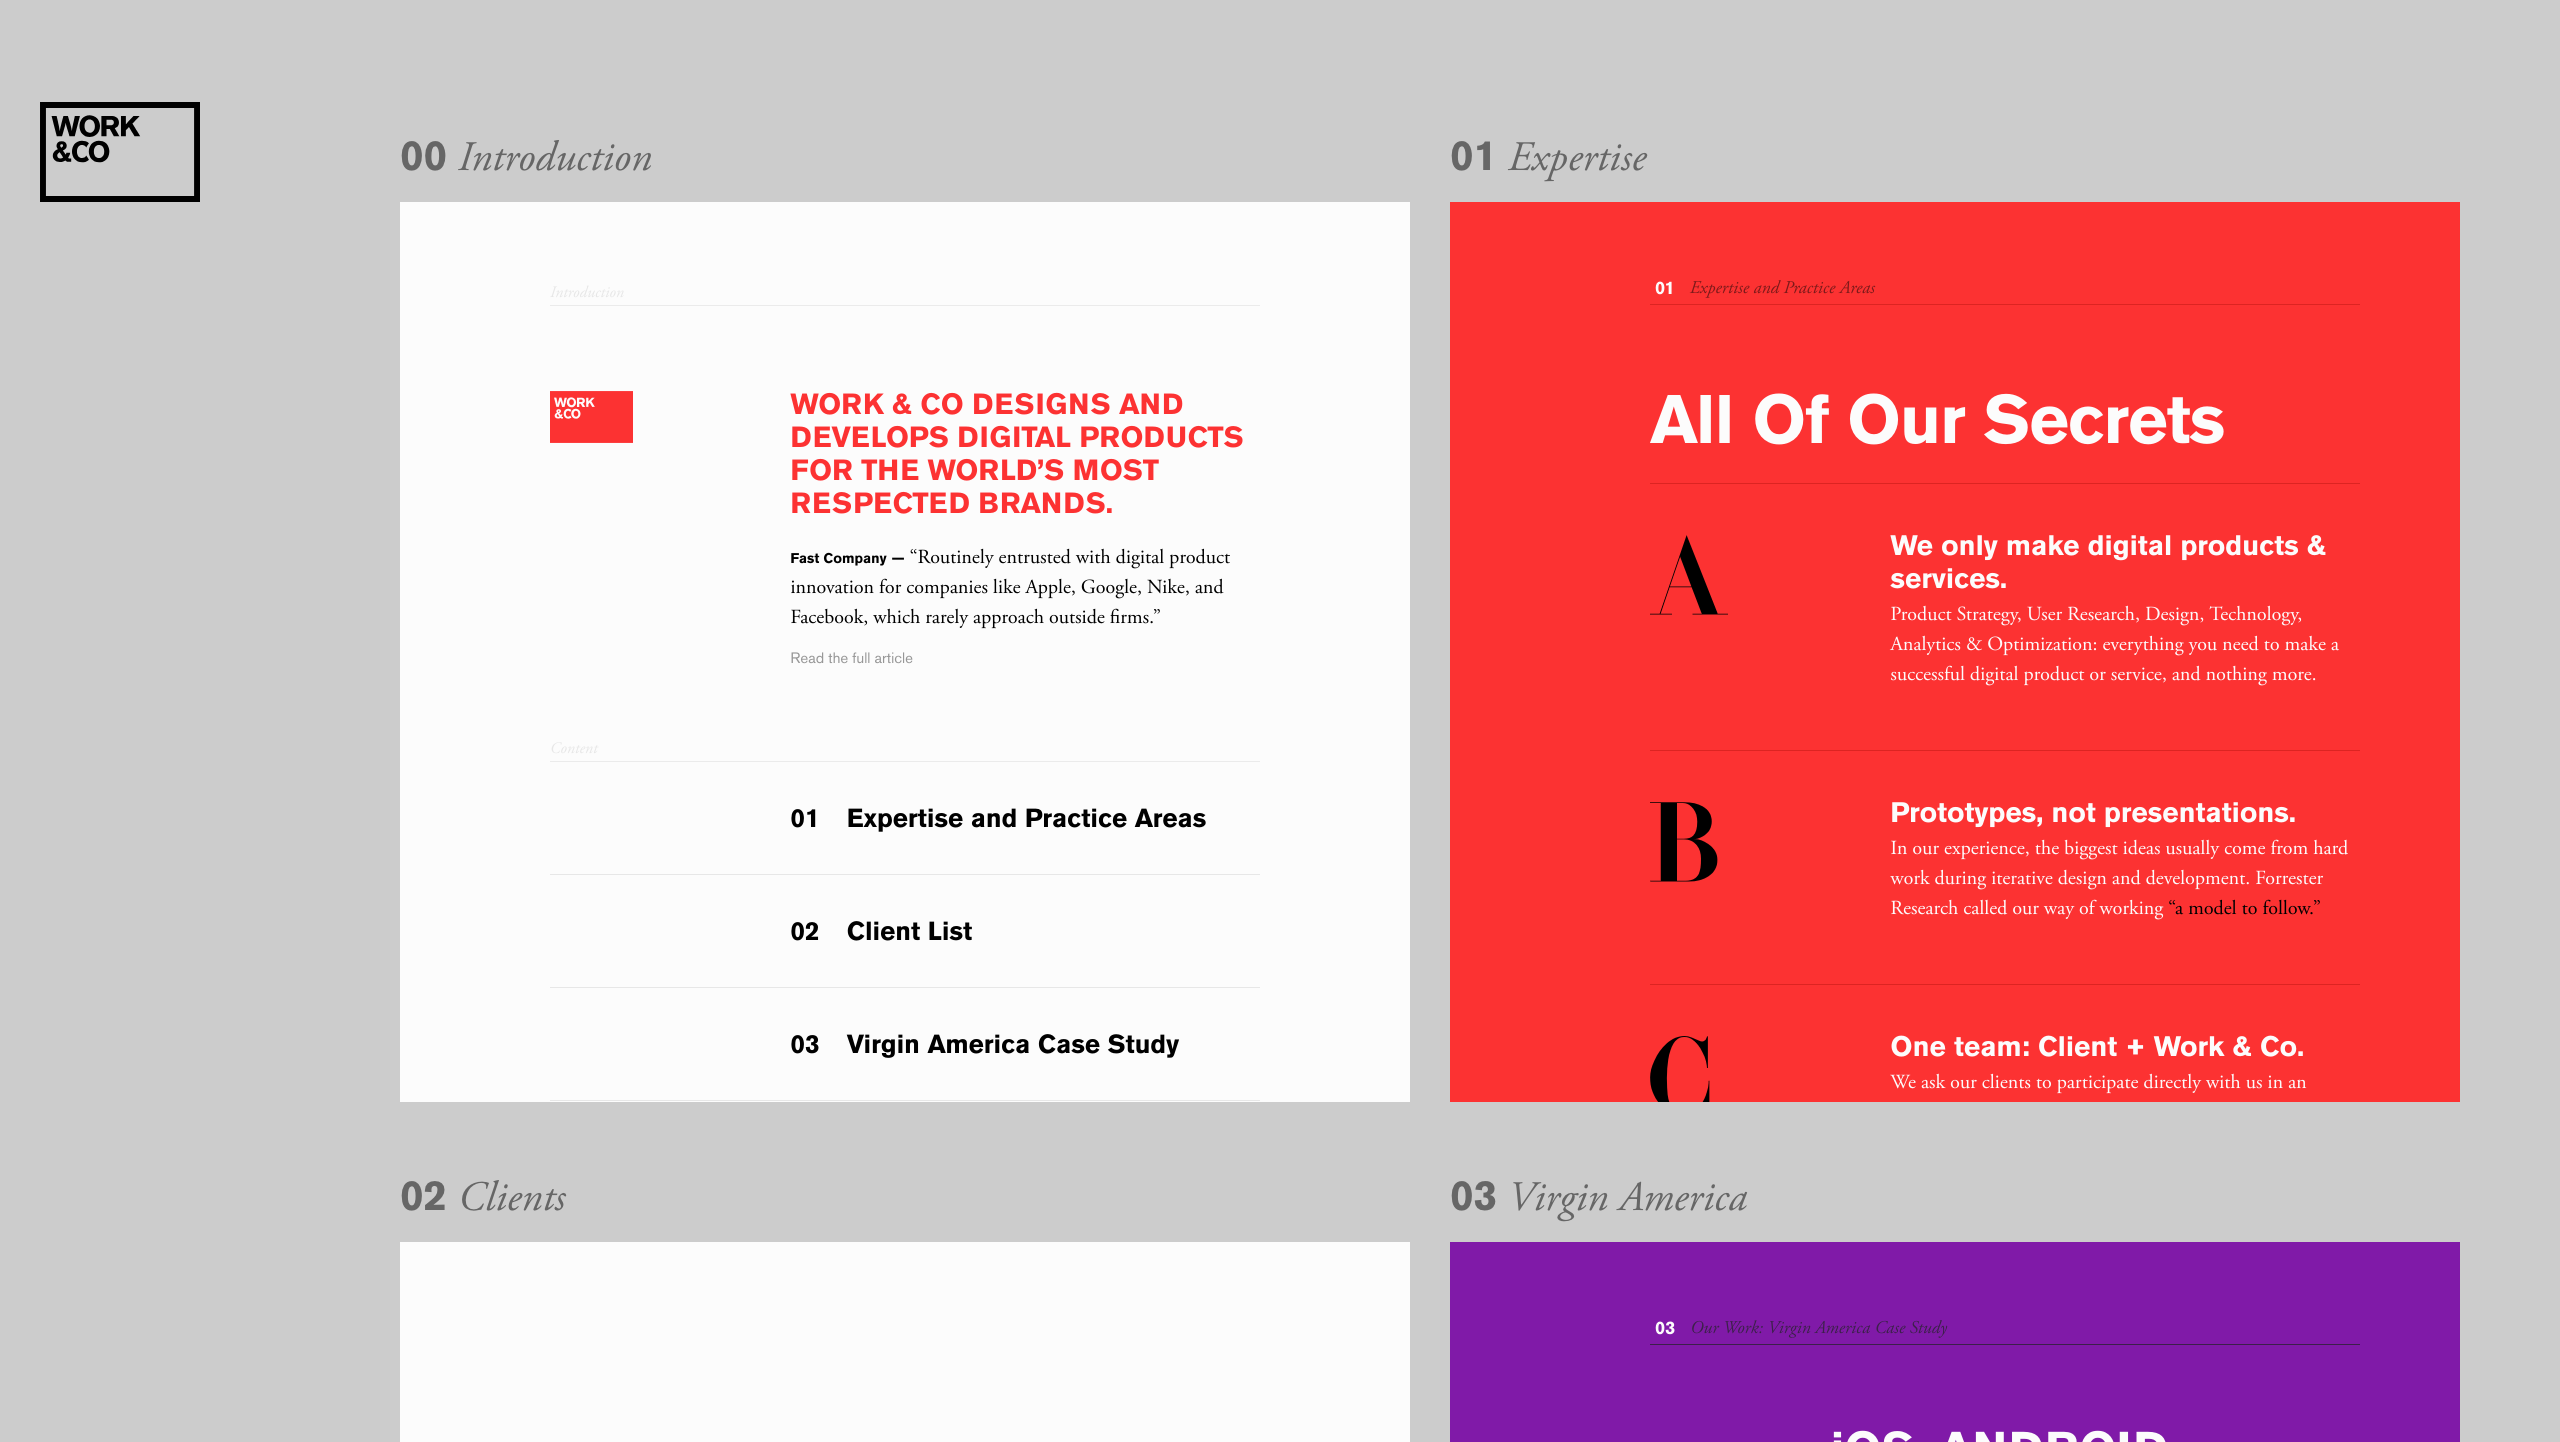 WORK
&CO
00 Introduction
Introduction
WORK
&CO
WORK & CO DESIGNS AND
DEVELOPS DIGITAL PRODUCTS
FOR THE WORLD’S MOST
RESPECTED BRANDS.
Fast Company — “Routinely entrusted with digital product
innovation for companies like Apple, Google, Nike, and
Facebook, which rarely approach outside firms.”
Read the full article
Content
01 Expertise and Practice Areas
02 Client List
03 Virgin America Case Study
01 Expertise
01 Expertise and Practice Areas
All Of Our Secrets
A
We only make digital products &
services.
Product Strategy, User Research, Design, Technology,
Analytics & Optimization: everything you need to make a
successful digital product or service, and nothing more.
B
Prototypes, not presentations.
In our experience, the biggest ideas usually come from hard
work during iterative design and development. Forrester
Research called our way of working “a model to follow.”
C
One team: Client + Work & Co.
We ask our clients to participate directly with us in an
02 Clients
03 Virgin America
03 Our Work: Virgin America Case Study
iOS, ANDROID